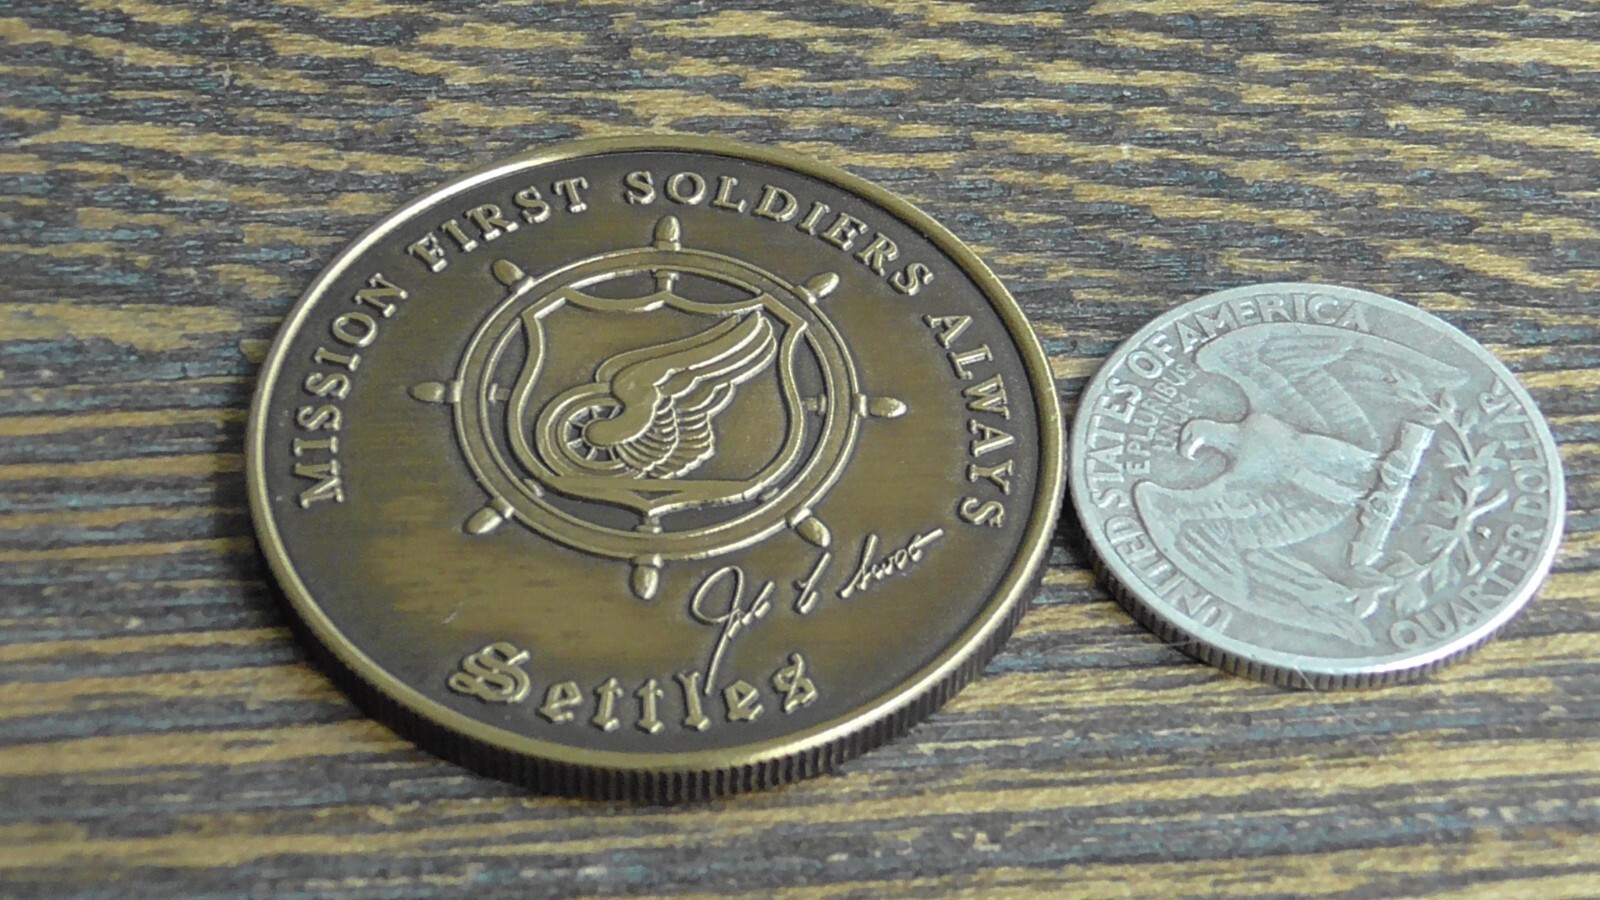 MISSION FIRST SOLDIERS ALWAYS
Settles
UNITED STATES OF AMERICA
E PLURIBUS
UNUM
QUARTER DOLLAR